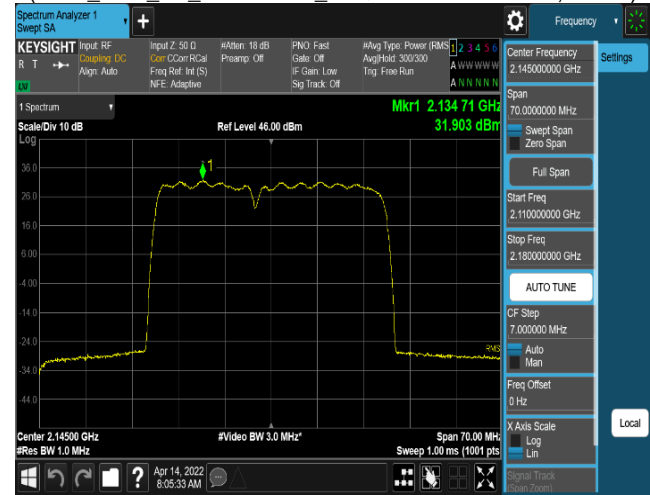 Spectrum Analyzer 1
Swept SA
+
Frequency
KEYSIGHT
R T
LXI
Input: RF
Coupling: DC
Align: Auto
Input Z: 50 Ω
Corr CCorr RCal
Freq Ref: Int (S)
NFE: Adaptive
#Atten: 18 dB
Preamp: Off
PNO: Fast
Gate: Off
IF Gain: Low
Sig Track: Off
#Avg Type: Power (RMS
Avg|Hold: 300/300
Trig: Free Run
1 2 3 4 5 6
A W W W W W
A N N N N N
Center Frequency
2.145000000 GHz
Settings
1 Spectrum
Mkr1 2.134 71 GHz
Scale/Div 10 dB
Ref Level 46.00 dBm
31.903 dBm
Log
Span
70.0000000 MHz
Swept Span
Zero Span
Full Span
Start Freq
2.110000000 GHz
Stop Freq
2.180000000 GHz
AUTO TUNE
CF Step
7.000000 MHz
Auto
Man
Freq Offset
0 Hz
X Axis Scale
Log
Lin
Local
Signal Track
(Span Zoom)
1
36.0
26.0
16.0
6.00
-4.00
-14.0
-24.0
-34.0
-44.0
RMS
Center 2.14500 GHz
#Video BW 3.0 MHz*
Span 70.00 MHz
#Res BW 1.0 MHz
Sweep 1.00 ms (1001 pts
?
Apr 14, 2022
8:05:33 AM